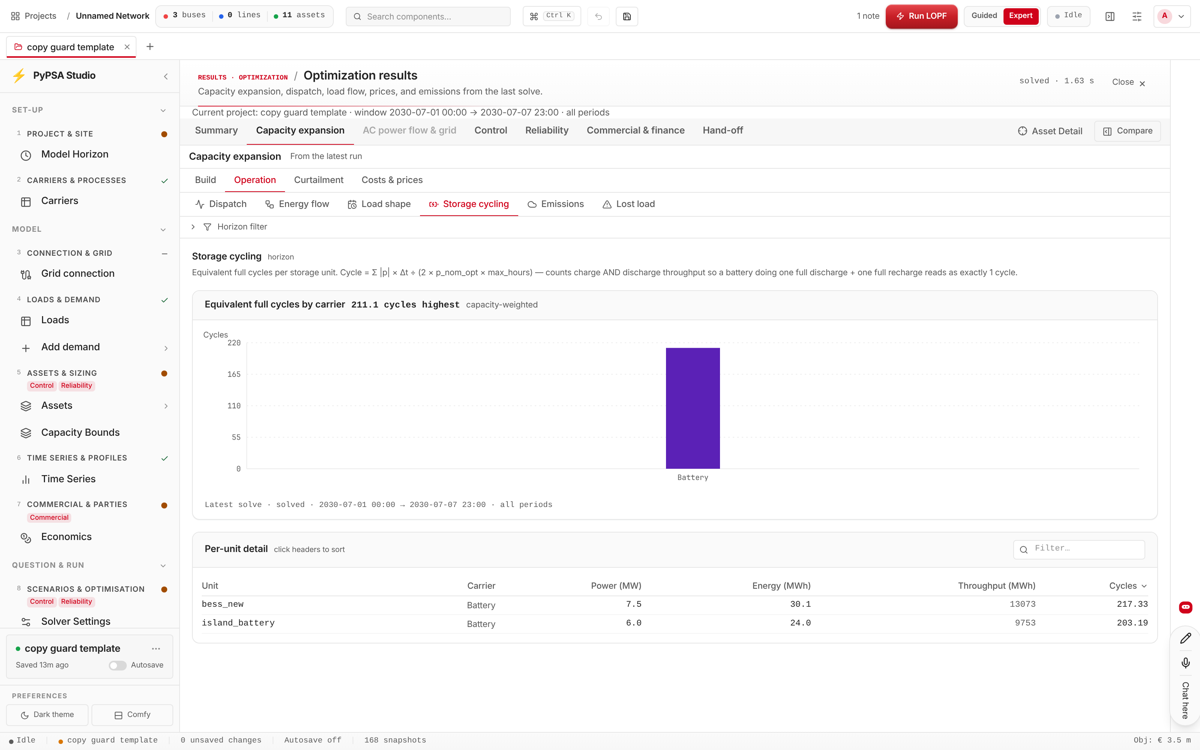 Projects / Unnamed Network 3 buses 0 lines 11 assets Search components... ⌘ Ctrl K 1 note Run LOPF Guided Expert Idle A
copy guard template × +
PyPSA Studio
SET-UP
1 PROJECT & SITE
Model Horizon
2 CARRIERS & PROCESSES
Carriers
MODEL
3 CONNECTION & GRID
Grid connection
4 LOADS & DEMAND
Loads
Add demand
5 ASSETS & SIZING
Control Reliability
Assets
Capacity Bounds
6 TIME SERIES & PROFILES
Time Series
7 COMMERCIAL & PARTIES
Commercial
Economics
QUESTION & RUN
8 SCENARIOS & OPTIMISATION
Control Reliability
Solver Settings
copy guard template ...
Saved 13m ago Autosave
PREFERENCES
Dark theme Comfy
RESULTS · OPTIMIZATION / Optimization results
Capacity expansion, dispatch, load flow, prices, and emissions from the last solve.
solved · 1.63 s Close ×
Current project: copy guard template · window 2030-07-01 00:00 → 2030-07-07 23:00 · all periods
Summary Capacity expansion AC power flow & grid Control Reliability Commercial & finance Hand-off Asset Detail Compare
Capacity expansion From the latest run
Build Operation Curtailment Costs & prices
Dispatch Energy flow Load shape Storage cycling Emissions Lost load
Horizon filter
Storage cycling horizon
Equivalent full cycles per storage unit. Cycle = Σ |p| × Δt ÷ (2 × p_nom_opt × max_hours) — counts charge AND discharge throughput so a battery doing one full discharge + one full recharge reads as exactly 1 cycle.
Equivalent full cycles by carrier 211.1 cycles highest capacity-weighted
Cycles
220
165
110
55
0
Battery
Latest solve · solved · 2030-07-01 00:00 → 2030-07-07 23:00 · all periods
Per-unit detail click headers to sort Filter…
Unit Carrier Power (MW) Energy (MWh) Throughput (MWh) Cycles
bess_new Battery 7.5 30.1 13073 217.33
island_battery Battery 6.0 24.0 9753 203.19
Chat here
Idle copy guard template 0 unsaved changes Autosave off 168 snapshots Obj: € 3.5 m